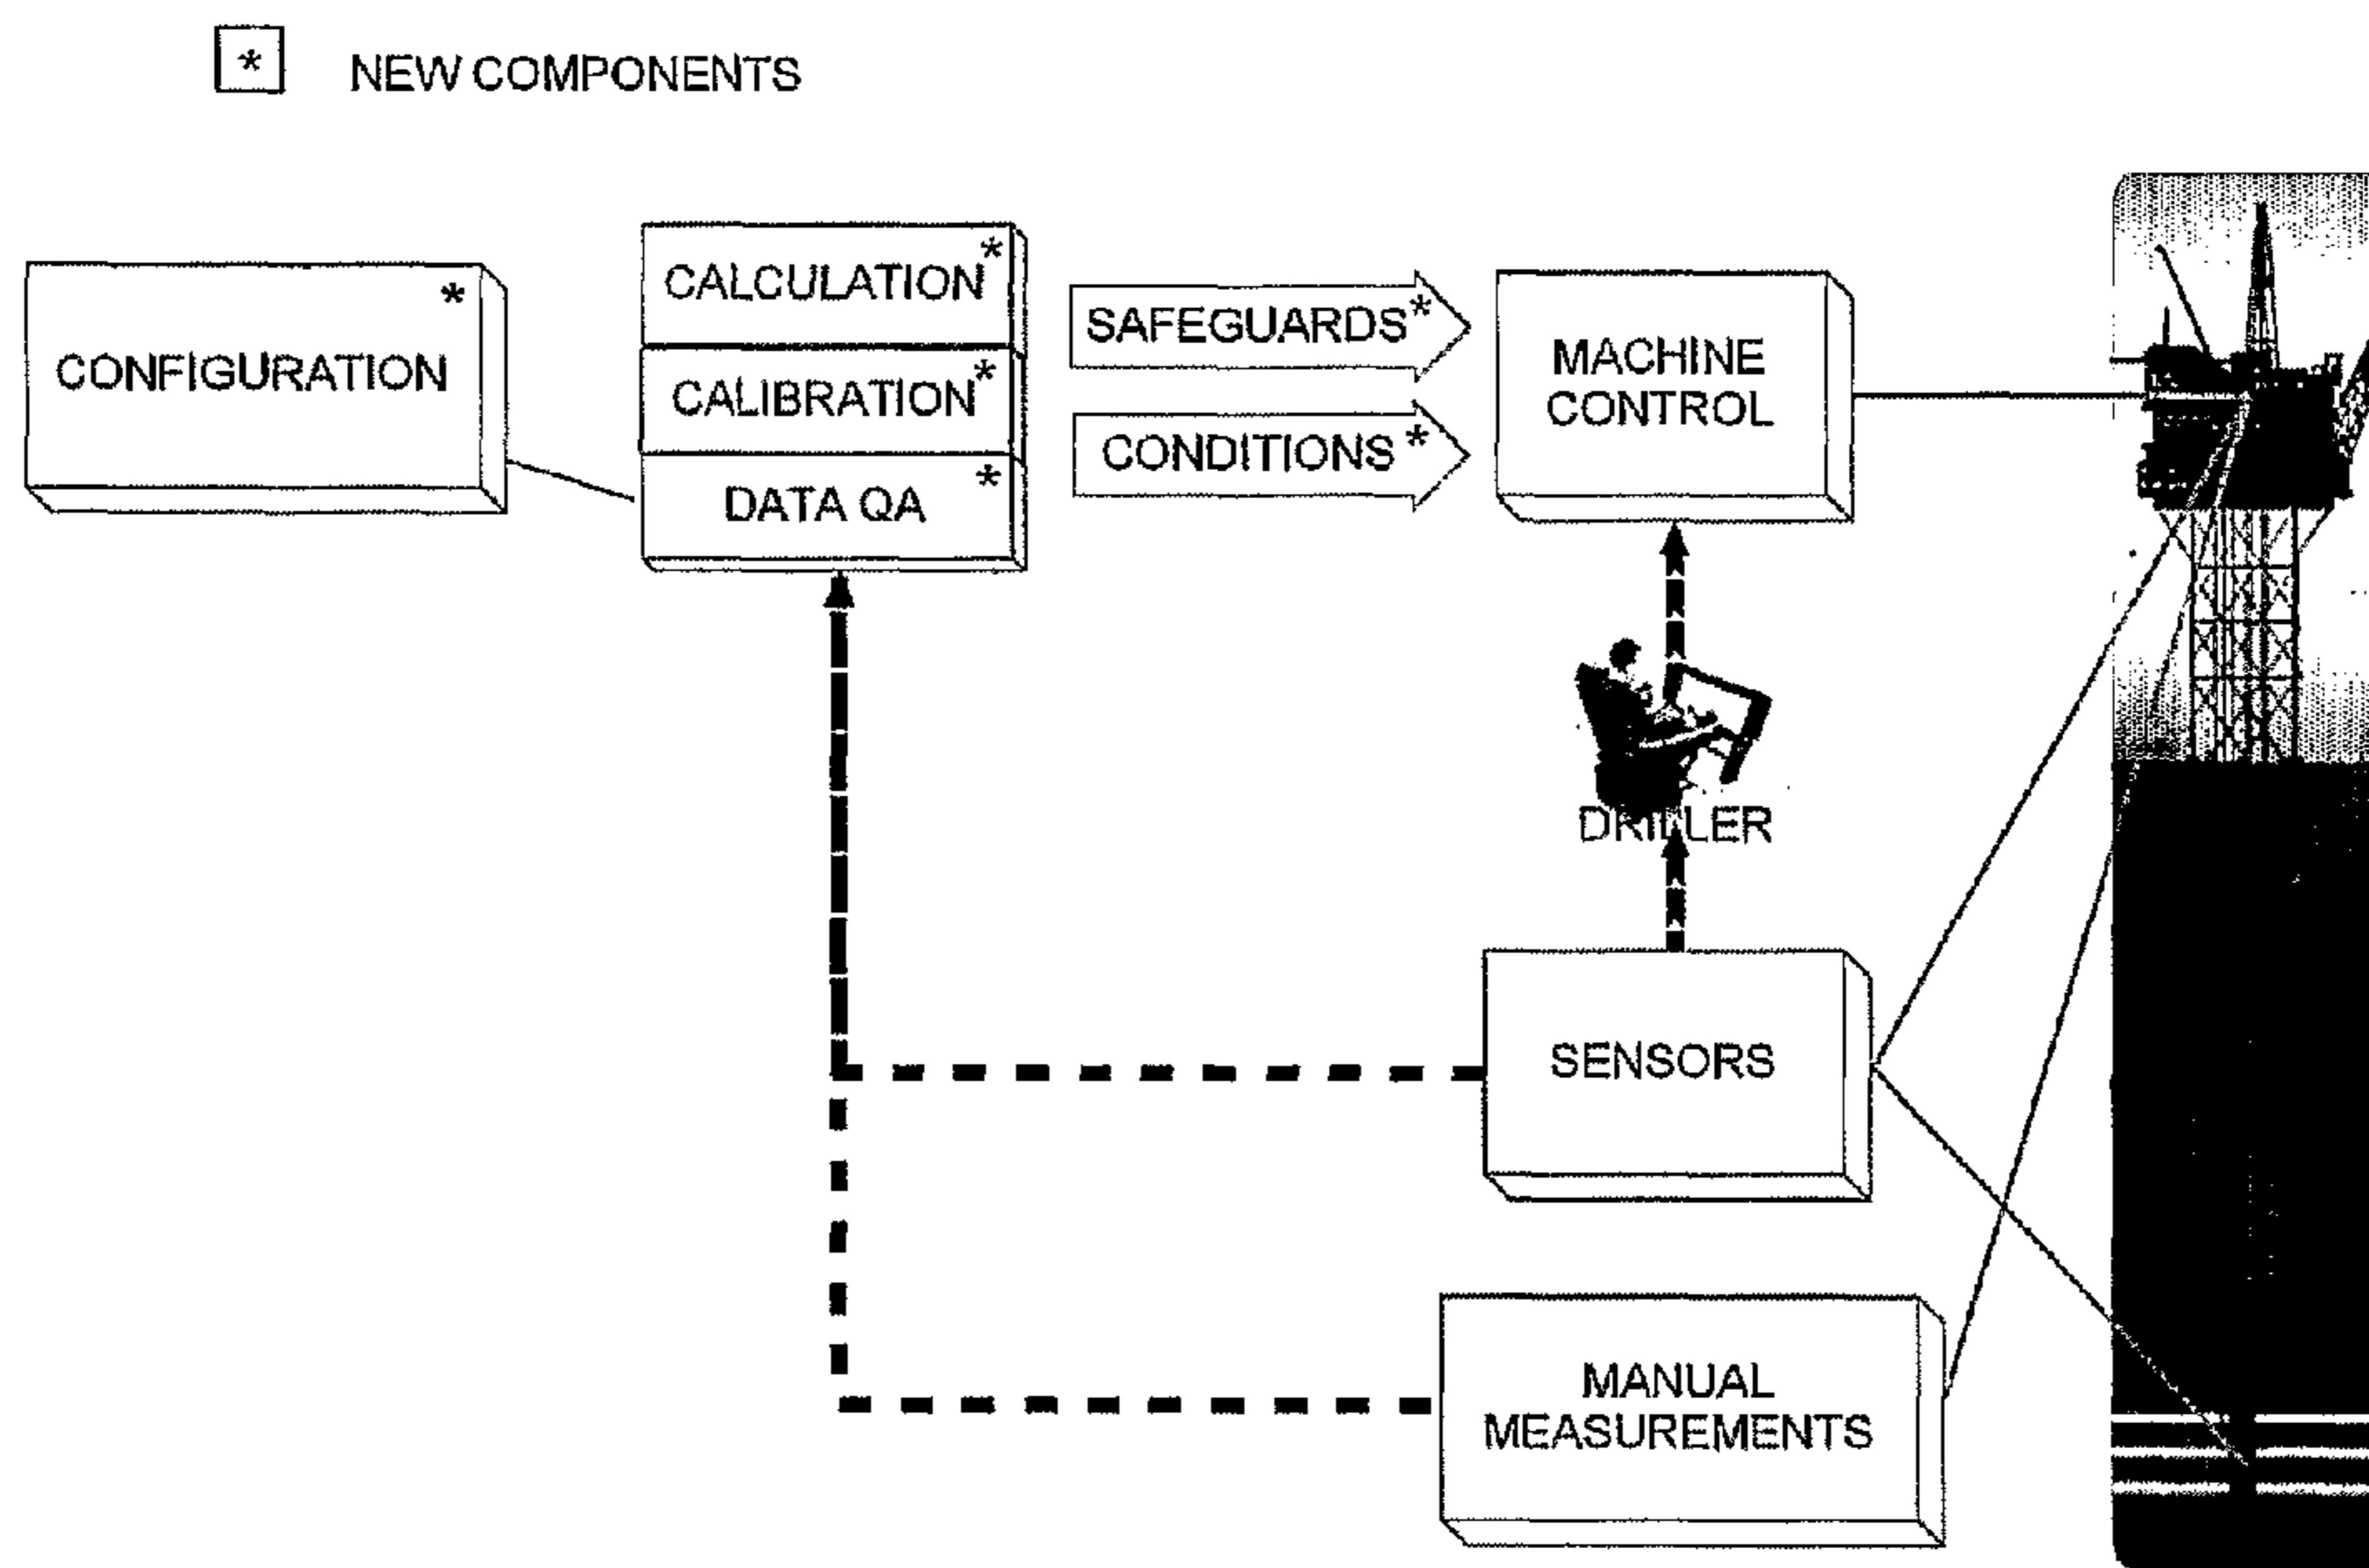 * NEW COMPONENTS
CONFIGURATION *
CALCULATION *
CALIBRATION *
DATA QA *
SAFEGUARDS *
CONDITIONS *
MACHINE
CONTROL
DRILLER
SENSORS
MANUAL
MEASUREMENTS